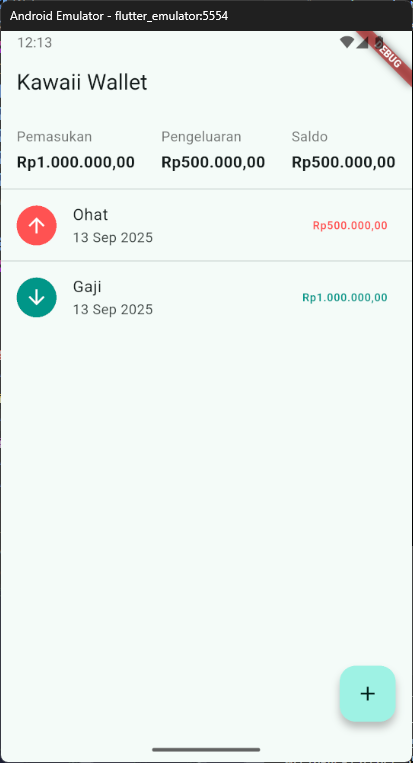 Android Emulator - flutter_emulator:5554
12:13
DEBUG
Kawaii Wallet
Pemasukan Pengeluaran Saldo
Rp1.000.000,00 Rp500.000,00 Rp500.000,00
Ohat
13 Sep 2025
Rp500.000,00
Gaji
13 Sep 2025
Rp1.000.000,00